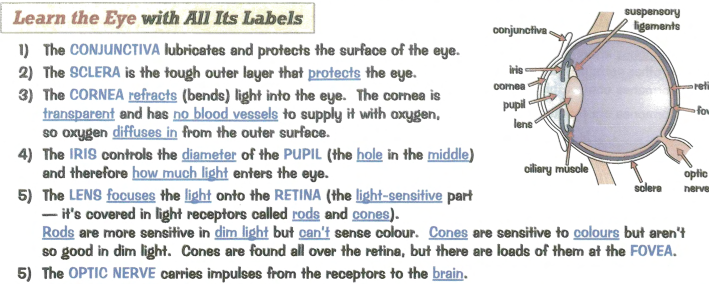 Learn the Eye with All Its Labels
1) The CONJUNCTIVA lubricates and protects the surface of the eye.
2) The SCLERA is the tough outer layer that protects the eye.
3) The CORNEA refracts (bends) light into the eye. The cornea is
transparent and has no blood vessels to supply it with oxygen,
so oxygen diffuses in from the outer surface.
4) The IRIS controls the diameter of the PUPIL (the hole in the middle)
and therefore how much light enters the eye.
5) The LENS focuses the light onto the RETINA (the light-sensitive part
— it's covered in light receptors called rods and cones).
Rods are more sensitive in dim light but can't sense colour. Cones are sensitive to colours but aren't
so good in dim light. Cones are found all over the retina, but there are loads of them at the FOVEA.
5) The OPTIC NERVE carries impulses from the receptors to the brain.
suspensory
ligaments
conjunctiva
iris
cornea
pupil
lens
ciliary muscle
sclera
reti
fov
optic
nerve